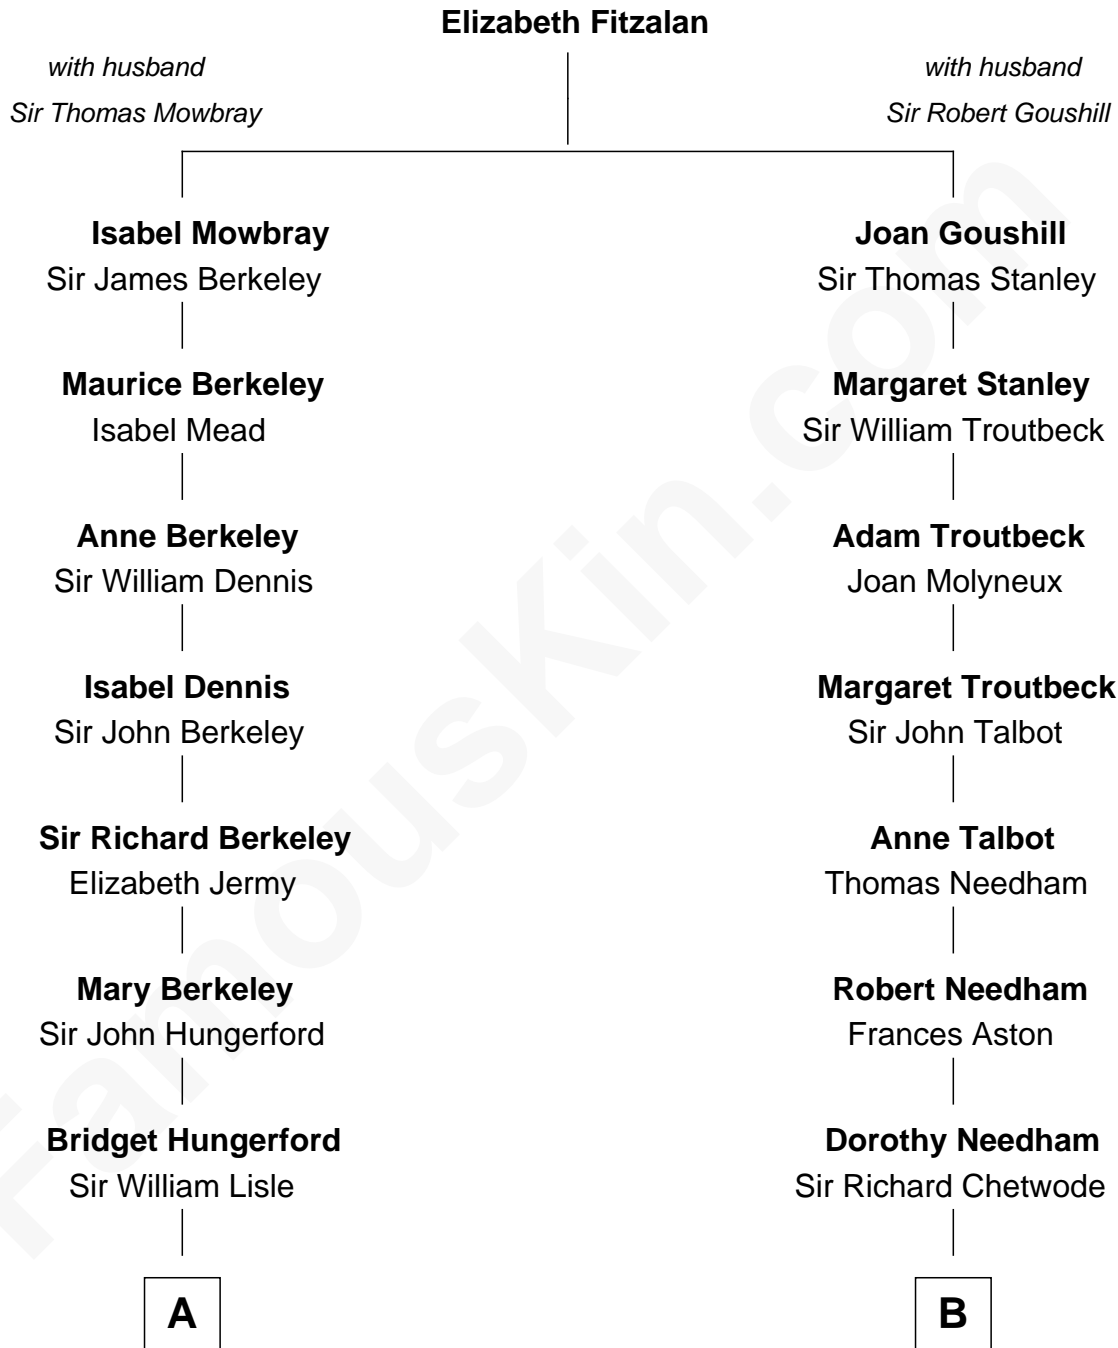 Elizabeth Fitzalan
with husband
Sir Thomas Mowbray
with husband
Sir Robert Goushill
Isabel Mowbray
Sir James Berkeley
Joan Goushill
Sir Thomas Stanley
Maurice Berkeley
Isabel Mead
Margaret Stanley
Sir William Troutbeck
Anne Berkeley
Sir William Dennis
Adam Troutbeck
Joan Molyneux
Isabel Dennis
Sir John Berkeley
Margaret Troutbeck
Sir John Talbot
Sir Richard Berkeley
Elizabeth Jermy
Anne Talbot
Thomas Needham
Mary Berkeley
Sir John Hungerford
Robert Needham
Frances Aston
Bridget Hungerford
Sir William Lisle
Dorothy Needham
Sir Richard Chetwode
A
B
FamousKin.com